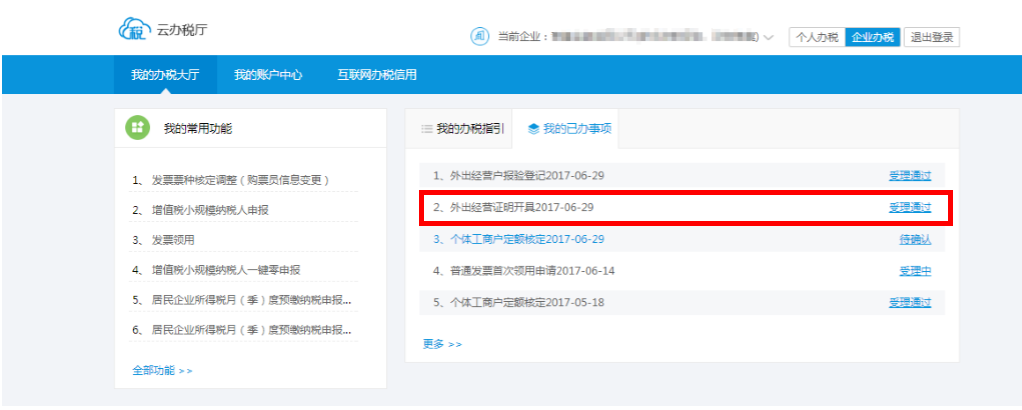 税 云办税厅
当前企业： 个人办税 企业办税 退出登录
我的办税大厅 我的账户中心 互联网办税信用
我的常用功能
1、 发票票种核定调整（购票员信息变更）
2、 增值税小规模纳税人申报
3、 发票领用
4、 增值税小规模纳税人一键零申报
5、 居民企业所得税月（季）度预缴纳税申报...
6、 居民企业所得税月（季）度预缴纳税申报...
全部功能 >>
我的办税指引 我的已办事项
1、外出经营户报验登记2017-06-29 受理通过
2、外出经营证明开具2017-06-29 受理通过
3、个体工商户定额核定2017-06-29 待确认
4、普通发票首次领用申请2017-06-14 受理中
5、个体工商户定额核定2017-05-18 受理通过
更多 >>